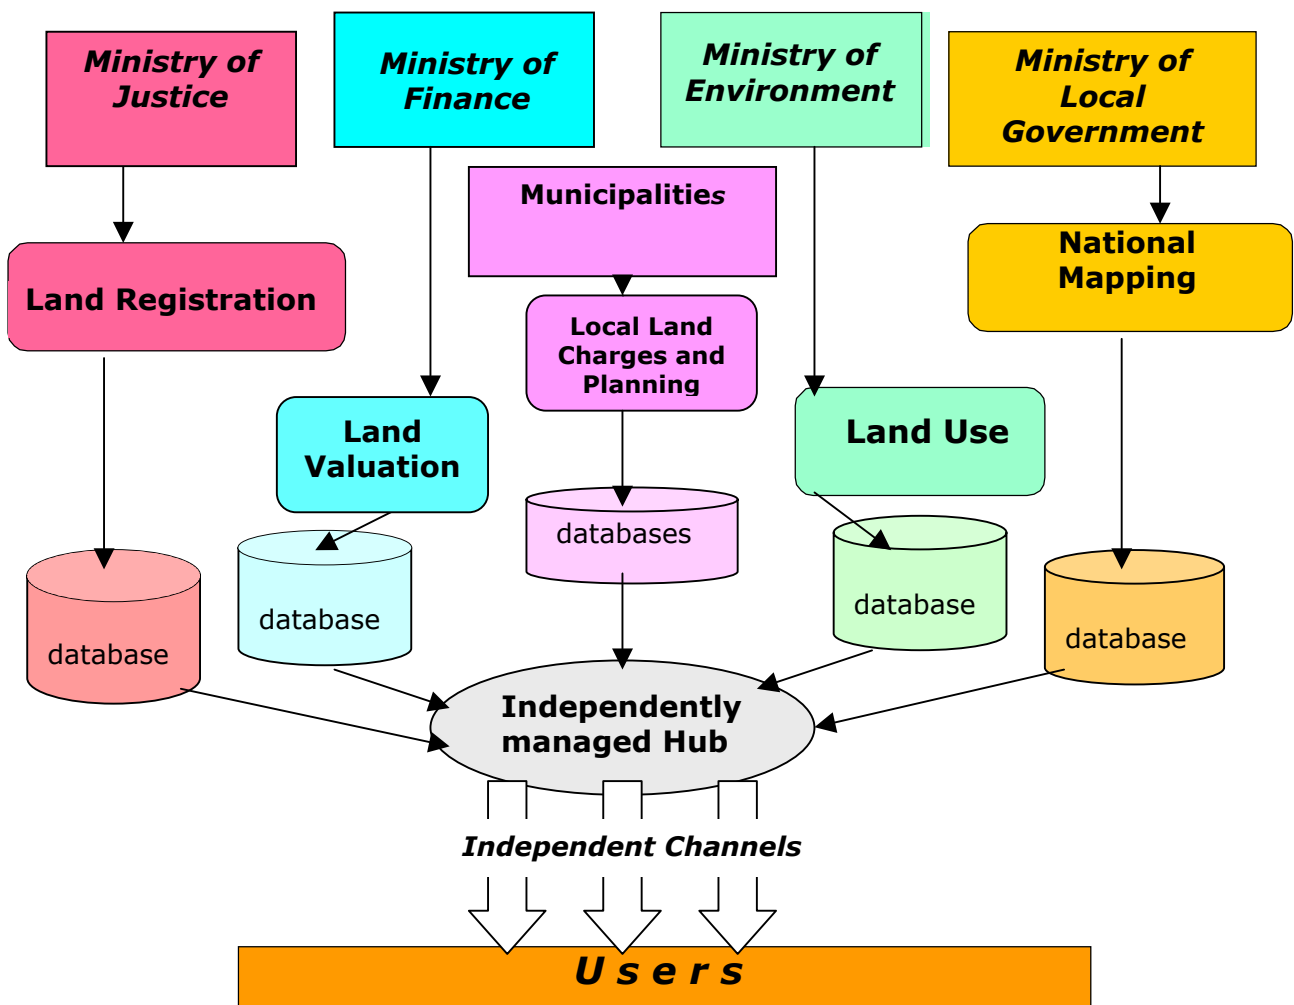 Ministry of
Justice
Ministry of
Finance
Ministry of
Environment
Ministry of
Local
Government
Municipalities
Land Registration
National
Mapping
Local Land
Charges and
Planning
Land
Valuation
Land Use
database
database
databases
database
database
Independently
managed Hub
Independent Channels
Users